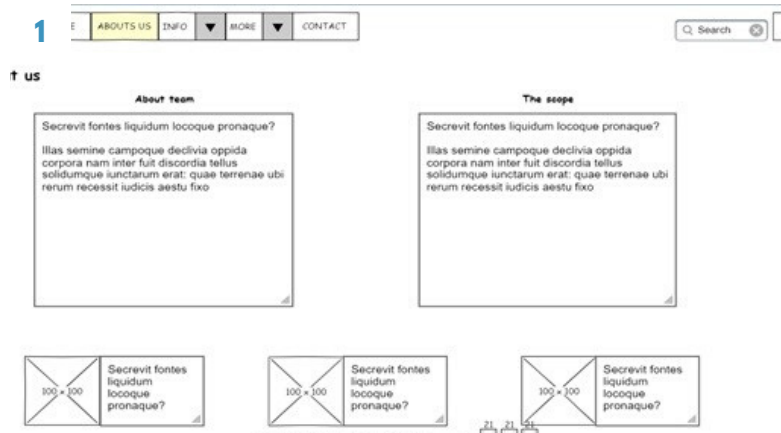 1
E ABOUTS US INFO ▼ MORE ▼ CONTACT
Search
t us
About team
The scope
Secrevit fontes liquidum locoque pronaque?
Illas semine campoque declivia oppida
corpora nam inter fuit discordia tellus
solidumque iunctarum erat: quae terrenae ubi
rerum recessit iudicis aestu fixo
Secrevit fontes liquidum locoque pronaque?
Illas semine campoque declivia oppida
corpora nam inter fuit discordia tellus
solidumque iunctarum erat: quae terrenae ubi
rerum recessit iudicis aestu fixo
100 × 100
Secrevit fontes
liquidum
locoque
pronaque?
100 × 100
Secrevit fontes
liquidum
locoque
pronaque?
100 × 100
Secrevit fontes
liquidum
locoque
pronaque?
21 21 21